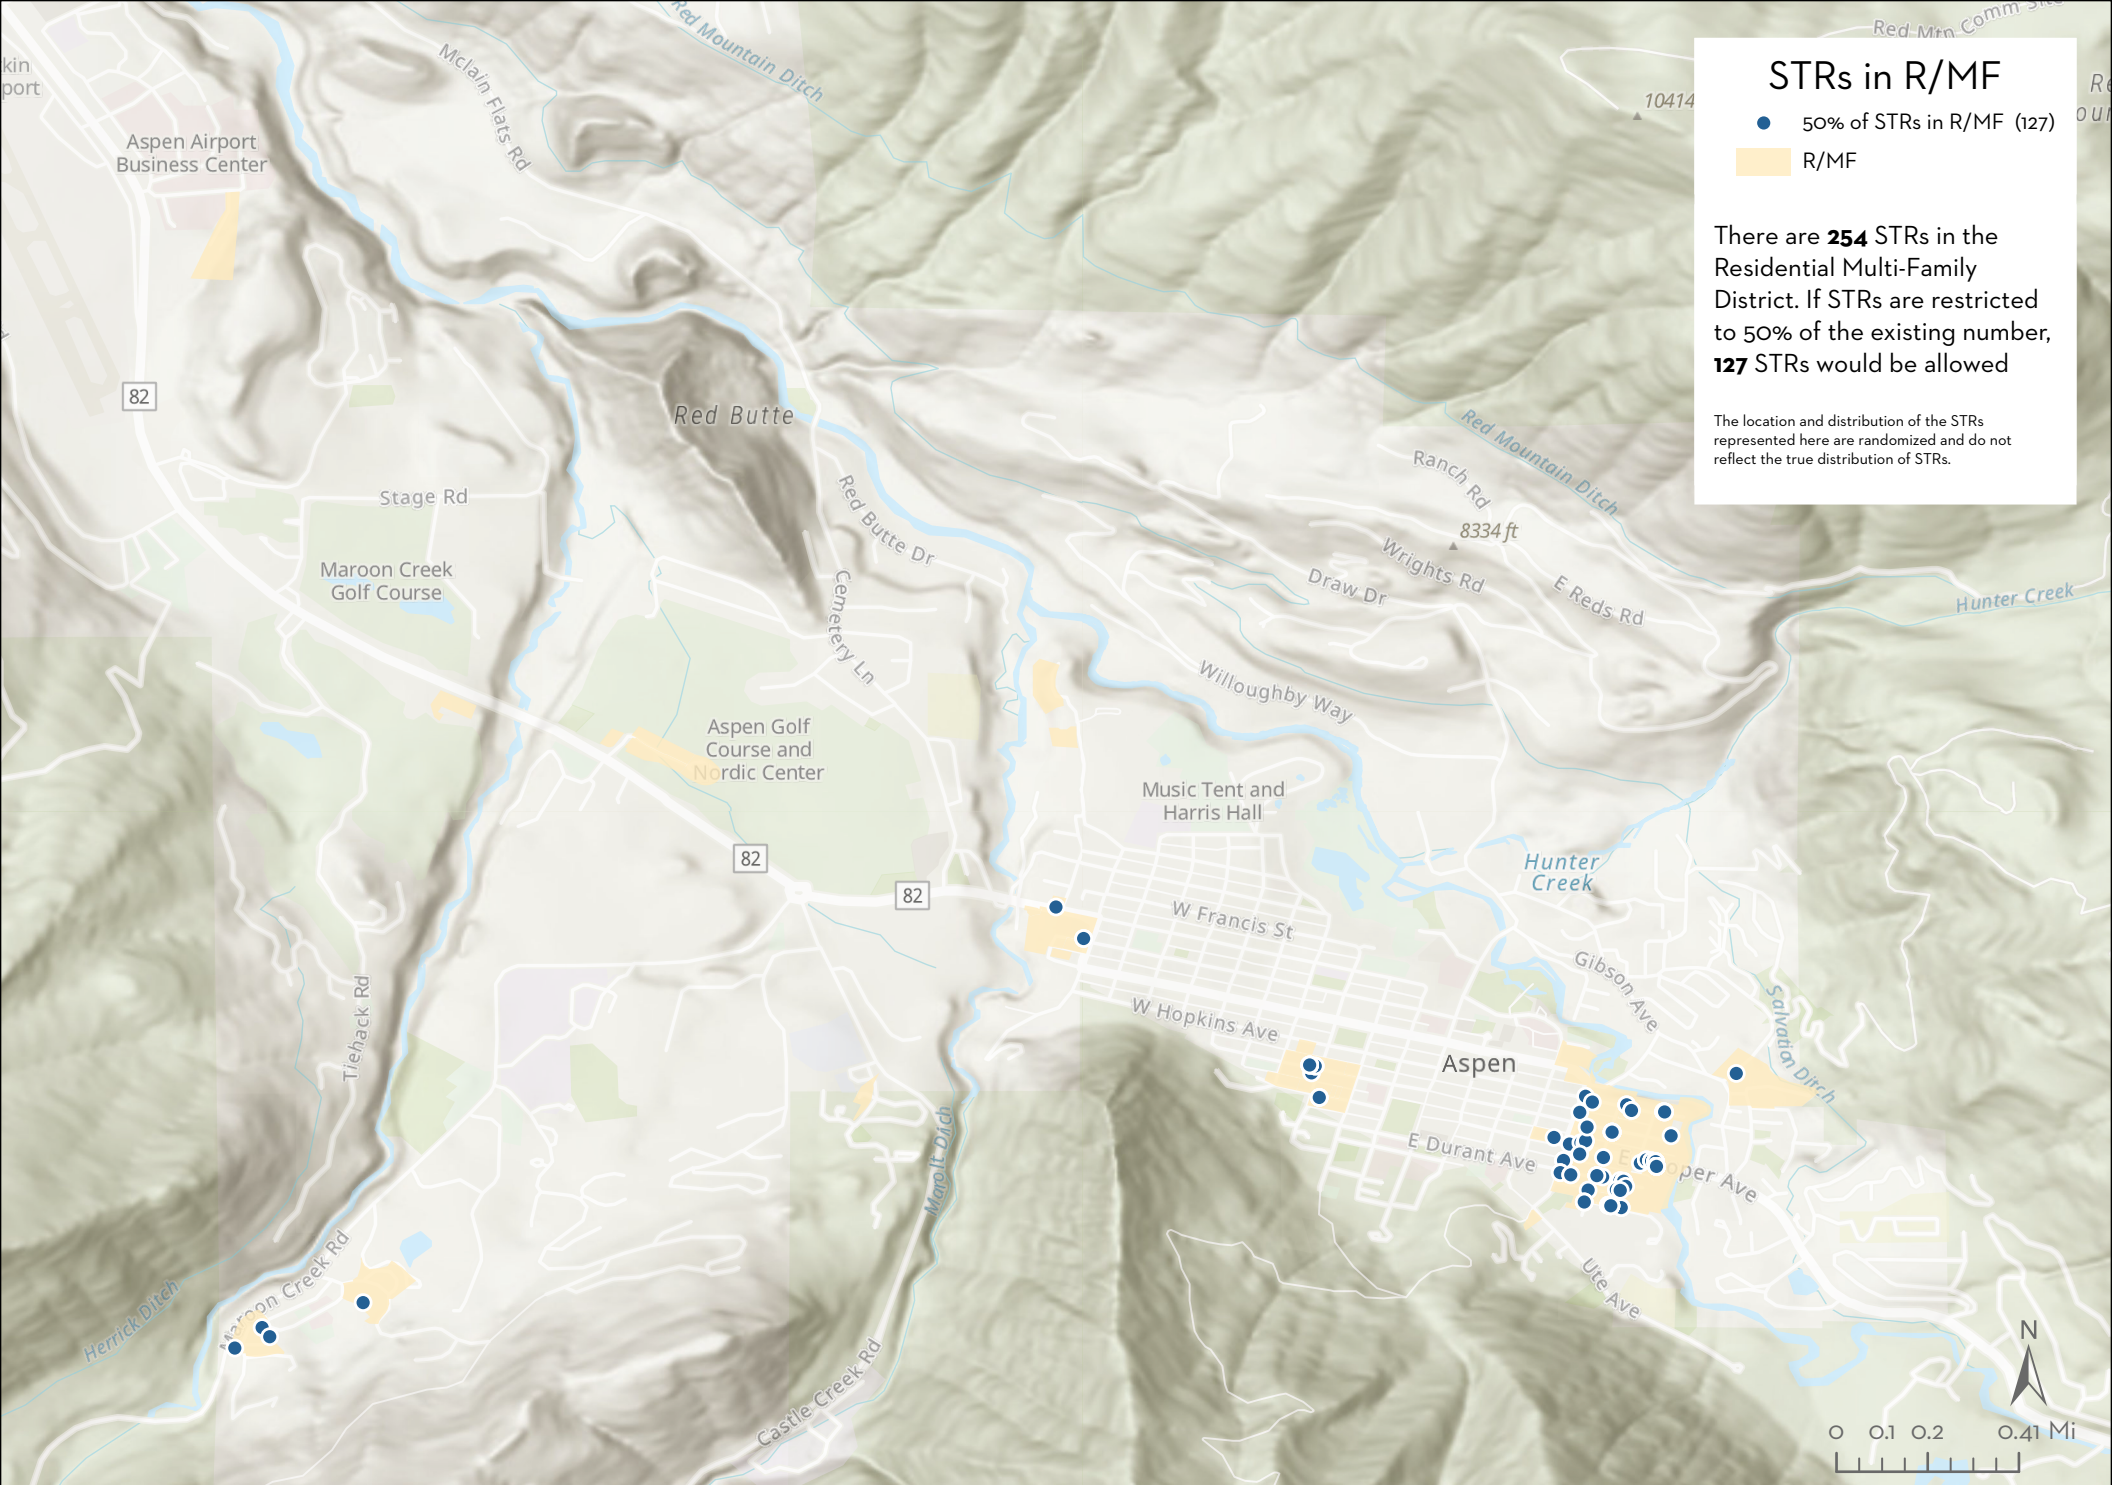 Red Mountain Ditch
Red Mtn Comm
kin
port
Mclain Flats Rd
STRs in R/MF
50% of STRs in R/MF (127)
R/MF
10414
Aspen Airport
Business Center
There are 254 STRs in the
Residential Multi-Family
District. If STRs are restricted
to 50% of the existing number,
127 STRs would be allowed
The location and distribution of the STRs
represented here are randomized and do not
reflect the true distribution of STRs.
82
Red Butte
Red Mountain Ditch
Ranch Rd
Stage Rd
Red Butte Dr
8334 ft
Wrights Rd
Draw Dr
E Reds Rd
Hunter Creek
Maroon Creek
Golf Course
Cemetery Ln
Willoughby Way
Aspen Golf
Course and
Nordic Center
Music Tent and
Harris Hall
82
82
Hunter
Creek
W Francis St
Gibson Ave
Tiehack Rd
W Hopkins Ave
Salvation Ditch
Aspen
Marolt Ditch
E Durant Ave
oper Ave
Maroon Creek Rd
Herrick Ditch
Ute Ave
Castle Creek Rd
N
0 0.1 0.2 0.41 Mi